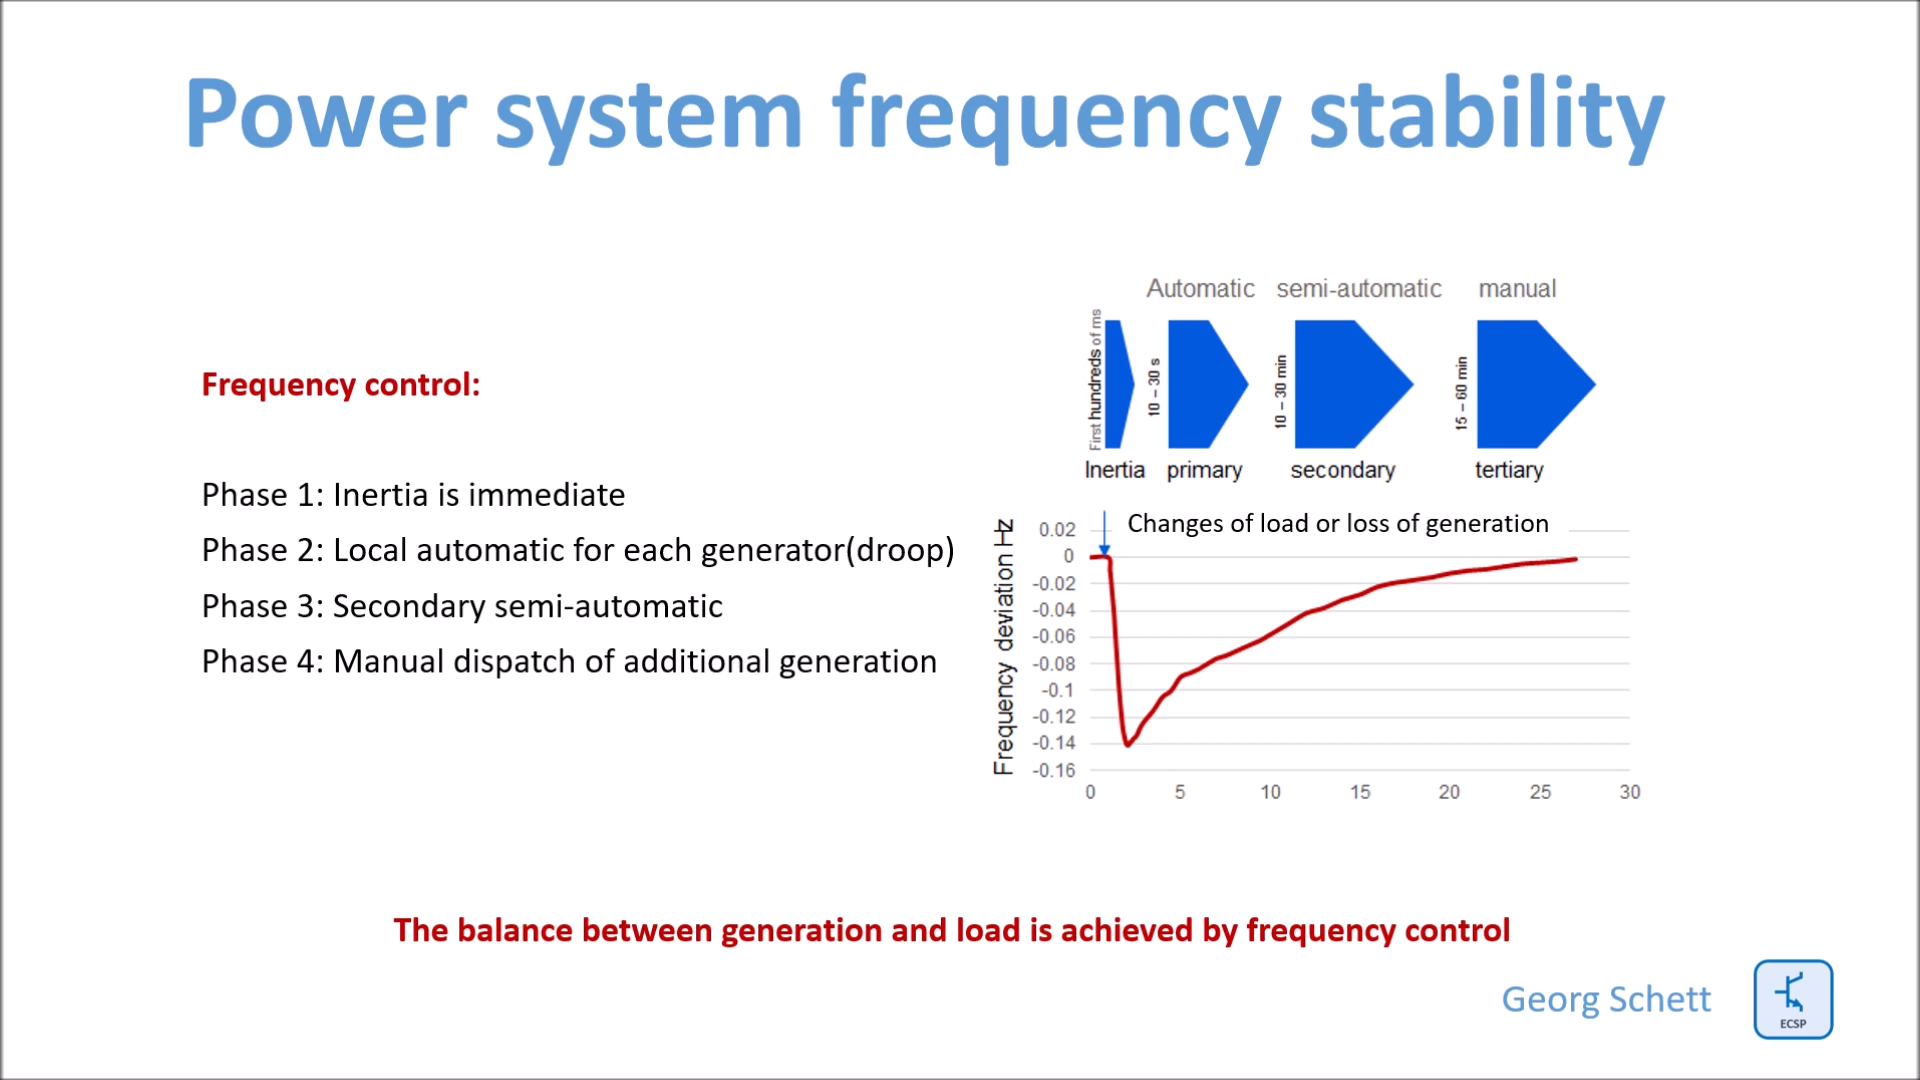 Power system frequency stability
Frequency control:
Phase 1: Inertia is immediate
Phase 2: Local automatic for each generator(droop)
Phase 3: Secondary semi-automatic
Phase 4: Manual dispatch of additional generation
Automatic semi-automatic manual
First hundreds of ms
10 – 30 s
10 – 30 min
15 – 60 min
Inertia primary secondary tertiary
Changes of load or loss of generation
Frequency deviation Hz
0.02
0
-0.02
-0.04
-0.06
-0.08
-0.1
-0.12
-0.14
-0.16
0 5 10 15 20 25 30
The balance between generation and load is achieved by frequency control
Georg Schett
ECSP